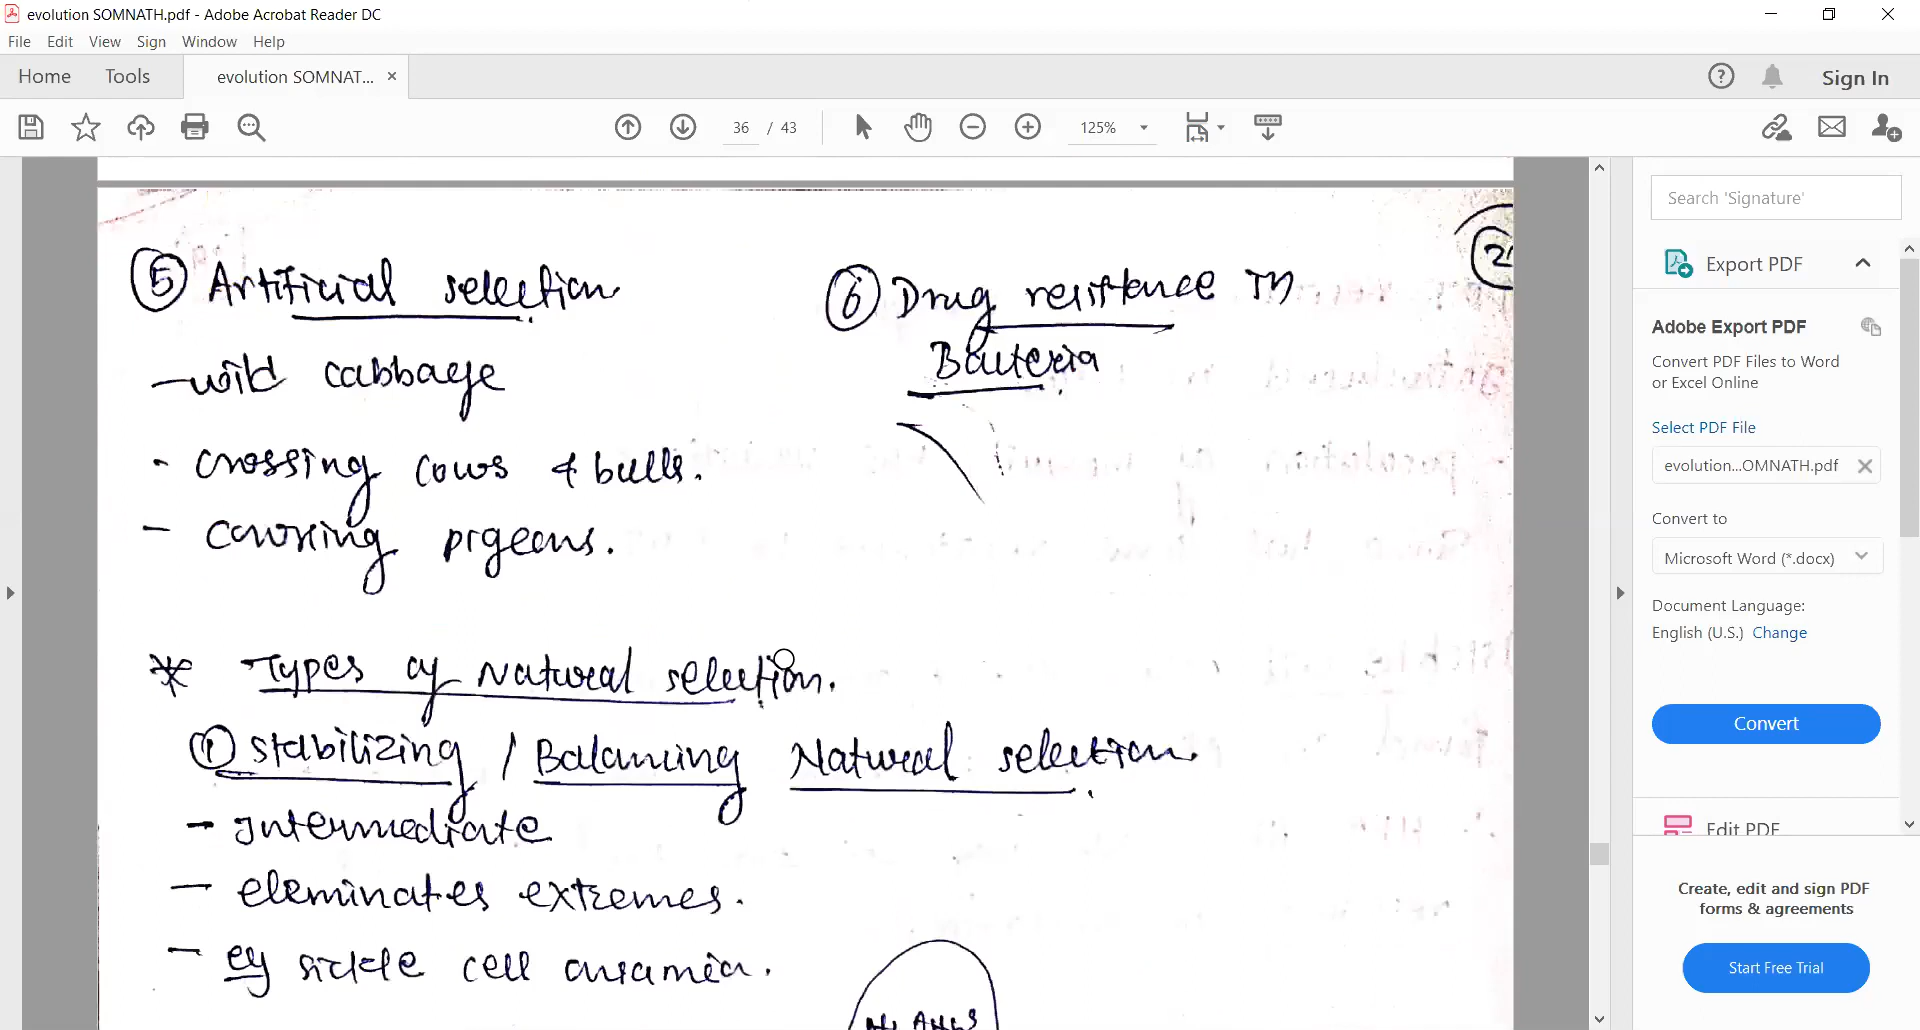 evolution SOMNATH.pdf - Adobe Acrobat Reader DC
File Edit View Sign Window Help
Home Tools evolution SOMNAT... ×
? Sign In
36 / 43 125%
5 Artificial selection
- wild cabbage
- crossing cows & bulls.
- pigeons.
6 Drug resistance in
Bacteria
* Types of Natural selection.
1 stabilizing / Balancing Natural selection.
- Intermediate
- eleminates extremes.
- eg sickle cell
Search 'Signature'
Export PDF
Adobe Export PDF
Convert PDF Files to Word
or Excel Online
Select PDF File
evolution...OMNATH.pdf
Convert to
Microsoft Word (*.docx)
Document Language:
English (U.S.) Change
Convert
Edit PDF
Create, edit and sign PDF
forms & agreements
Start Free Trial